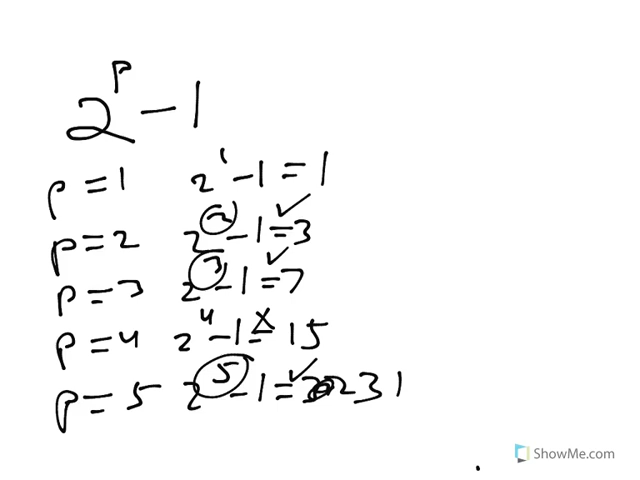 2^p - 1
p = 1 2^1 - 1 = 1
p = 2 2^2 - 1 = 3
p = 3 2^3 - 1 = 7
p = 4 2^4 - 1 = 15
p = 5 2^5 - 1 = 31
ShowMe.com